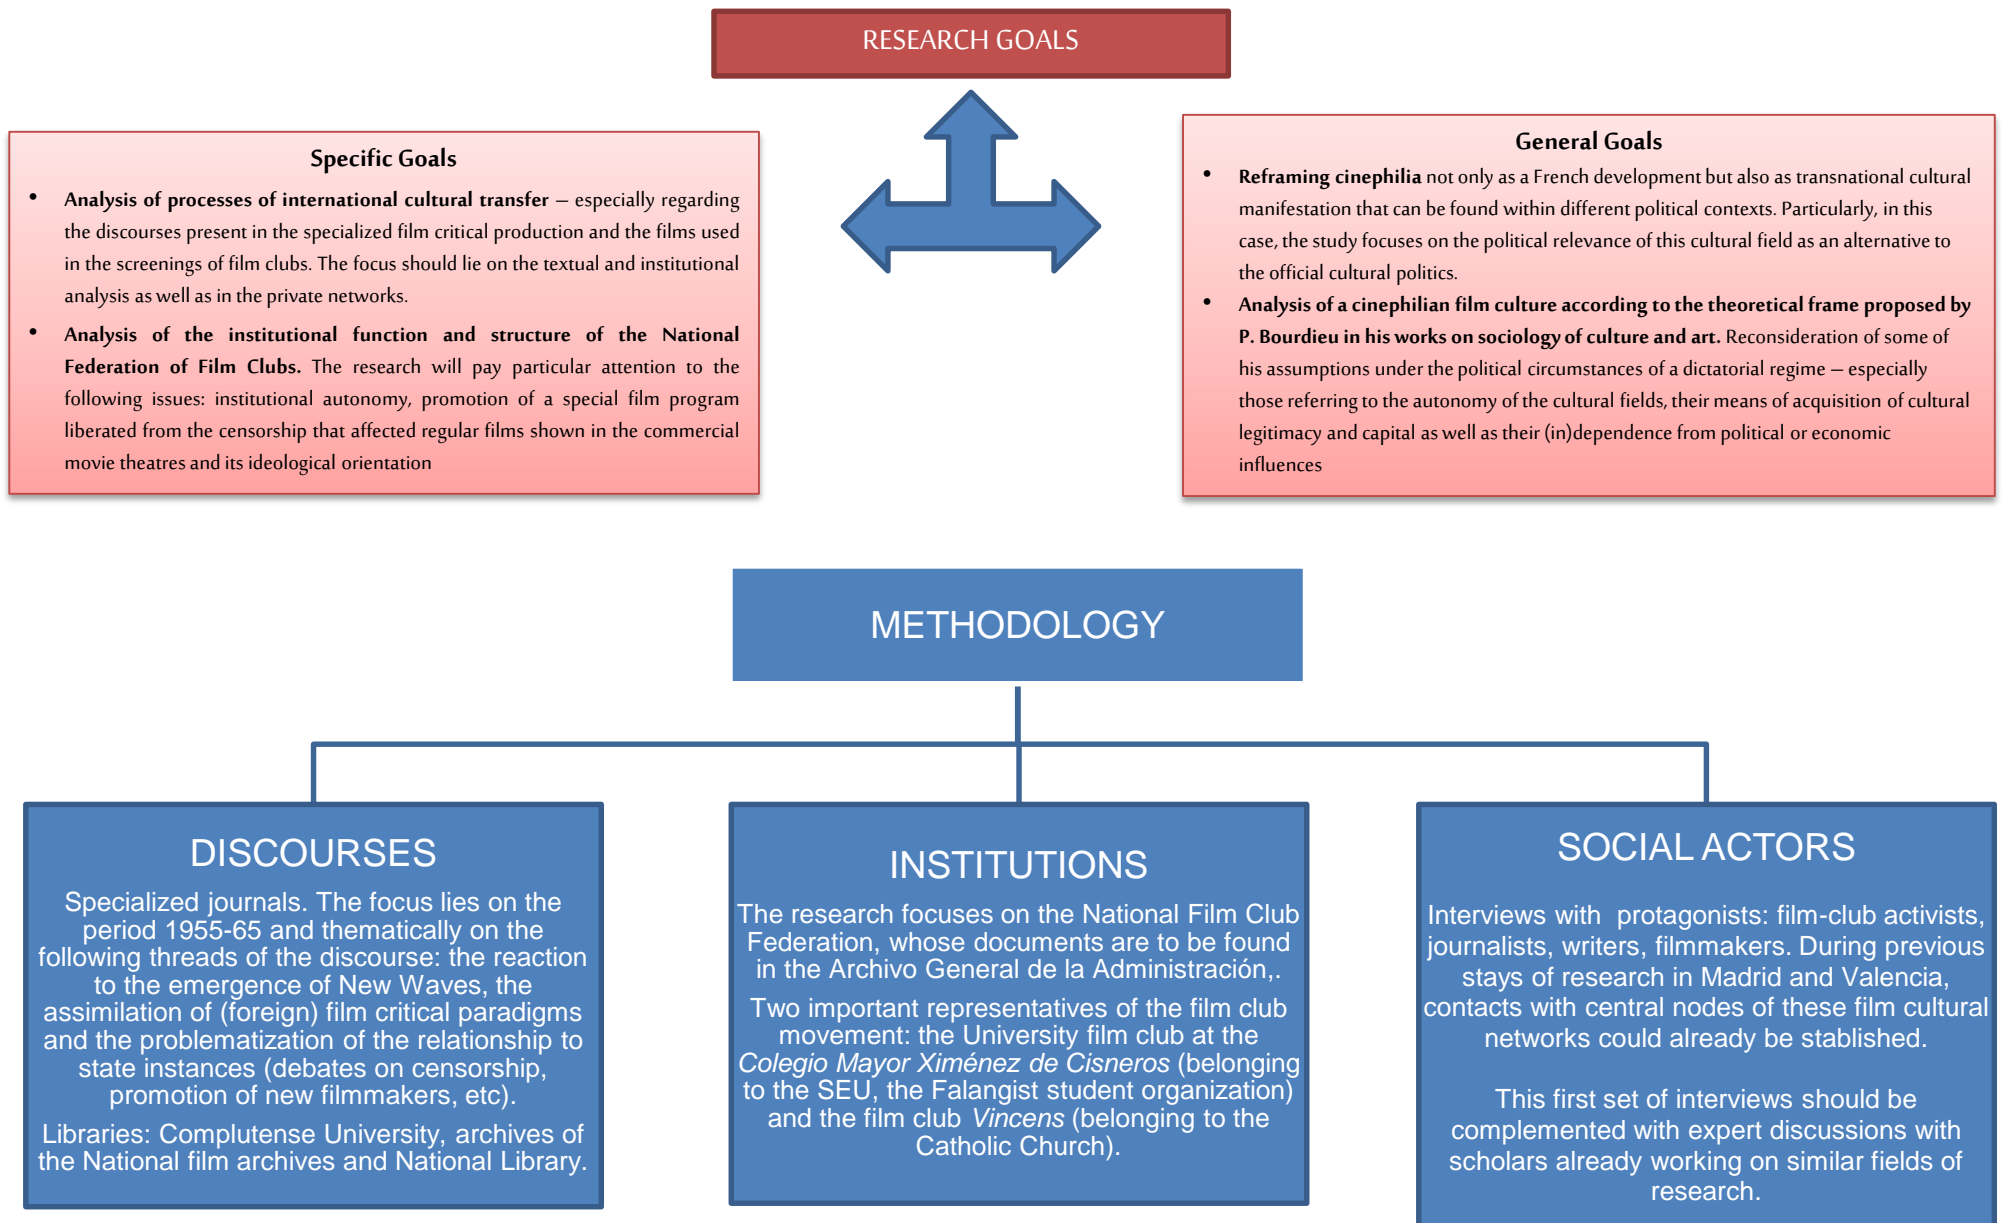 RESEARCH GOALS
Specific Goals
• Analysis of processes of international cultural transfer – especially regarding
the discourses present in the specialized film critical production and the films used
in the screenings of film clubs. The focus should lie on the textual and institutional
analysis as well as in the private networks.
• Analysis of the institutional function and structure of the National
Federation of Film Clubs. The research will pay particular attention to the
following issues: institutional autonomy, promotion of a special film program
liberated from the censorship that affected regular films shown in the commercial
movie theatres and its ideological orientation
General Goals
• Reframing cinephilia not only as a French development but also as transnational cultural
manifestation that can be found within different political contexts. Particularly, in this
case, the study focuses on the political relevance of this cultural field as an alternative to
the official cultural politics.
• Analysis of a cinephilian film culture according to the theoretical frame proposed by
P. Bourdieu in his works on sociology of culture and art. Reconsideration of some of
his assumptions under the political circumstances of a dictatorial regime – especially
those referring to the autonomy of the cultural fields, their means of acquisition of cultural
legitimacy and capital as well as their (in)dependence from political or economic
influences
METHODOLOGY
DISCOURSES
Specialized journals. The focus lies on the
period 1955-65 and thematically on the
following threads of the discourse: the reaction
to the emergence of New Waves, the
assimilation of (foreign) film critical paradigms
and the problematization of the relationship to
state instances (debates on censorship,
promotion of new filmmakers, etc).
Libraries: Complutense University, archives of
the National film archives and National Library.
INSTITUTIONS
The research focuses on the National Film Club
Federation, whose documents are to be found
in the Archivo General de la Administración,.
Two important representatives of the film club
movement: the University film club at the
Colegio Mayor Ximénez de Cisneros (belonging
to the SEU, the Falangist student organization)
and the film club Vincens (belonging to the
Catholic Church).
SOCIAL ACTORS
Interviews with protagonists: film-club activists,
journalists, writers, filmmakers. During previous
stays of research in Madrid and Valencia,
contacts with central nodes of these film cultural
networks could already be stablished.
This first set of interviews should be
complemented with expert discussions with
scholars already working on similar fields of
research.